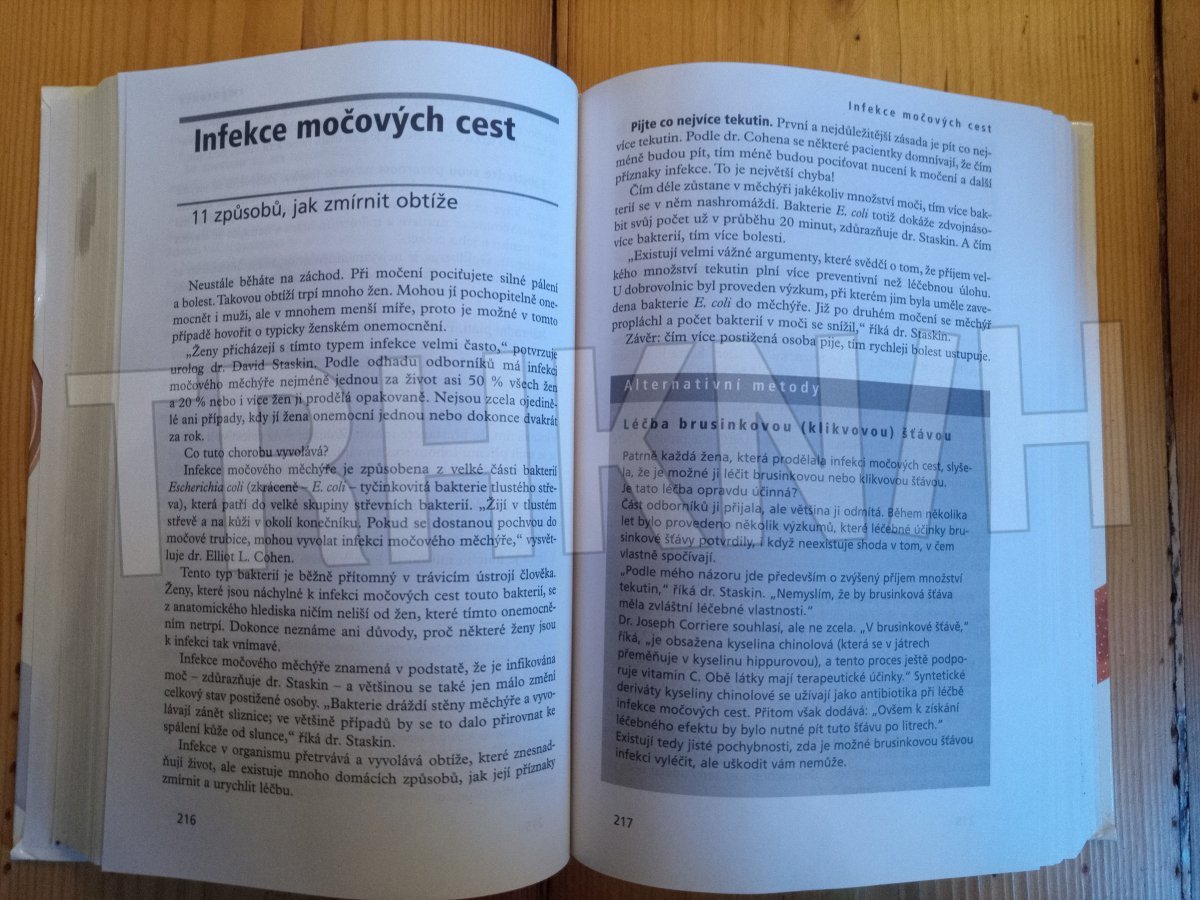 Infekce močových cest
11 způsobů, jak zmírnit obtíže
Neustále běháte na záchod. Při močení pociťujete silné pálení
a bolest. Takovou obtíží trpí mnoho žen. Mohou jí pochopitelně one-
mocnět i muži, ale v mnohem menší míře, proto je možné v tomto
případě hovořit o typicky ženském onemocnění.
„Ženy přicházejí s tímto typem infekce velmi často,“ potvrzuje
urolog dr. David Staskin. Podle odhadu odborníků má infekci
močového měchýře nejméně jednou za život asi 50 % všech žen
a 20 % nebo i více žen ji prodělá opakovaně. Nejsou zcela ojedině-
lé ani případy, kdy jí žena onemocní jednou nebo dokonce dvakrát
za rok.
Co tuto chorobu vyvolává?
Infekce močového měchýře je způsobena z velké části bakterií
Escherichia coli (zkráceně – E. coli – tyčinkovitá bakterie tlustého stře-
va), která patří do velké skupiny střevních bakterií. „Žijí v tlustém
střevě a na kůži v okolí konečníku. Pokud se dostanou pochvou do
močové trubice, mohou vyvolat infekci močového měchýře,“ vysvět-
luje dr. Elliot L. Cohen.
Tento typ bakterií je běžně přítomný v trávicím ústrojí člověka.
Ženy, které jsou náchylné k infekci močových cest touto bakterií, se
z anatomického hlediska ničím neliší od žen, které tímto onemocně-
ním netrpí. Dokonce neznáme ani důvody, proč některé ženy jsou
k infekci tak vnímavé.
Infekce močového měchýře znamená v podstatě, že je infikována
moč – zdůrazňuje dr. Staskin – a většinou se také jen málo změní
celkový stav postižené osoby. „Bakterie dráždí stěny měchýře a vyvo-
lávají zánět sliznice; ve většině případů by se to dalo přirovnat ke
spálení kůže od slunce,“ říká dr. Staskin.
Infekce v organismu přetrvává a vyvolává obtíže, které znesnad-
ňují život, ale existuje mnoho domácích způsobů, jak její příznaky
zmírnit a urychlit léčbu.
216
Infekce močových cest
Pijte co nejvíce tekutin. První a nejdůležitější zásada je pít co nej-
více tekutin. Podle dr. Cohena se některé pacientky domnívají, že čím
méně budou pít, tím méně budou pociťovat nucení k močení a další
příznaky infekce. To je největší chyba!
Čím déle zůstane v měchýři jakékoliv množství moči, tím více bak-
terií se v něm nashromáždí. Bakterie E. coli totiž dokáže zdvojnáso-
bit svůj počet už v průběhu 20 minut, zdůrazňuje dr. Staskin. A čím
více bakterií, tím více bolesti.
„Existují velmi vážné argumenty, které svědčí o tom, že příjem vel-
kého množství tekutin plní více preventivní než léčebnou úlohu.
U dobrovolnic byl proveden výzkum, při kterém jim byla uměle zave-
dena bakterie E. coli do měchýře. Již po druhém močení se měchýř
propláchl a počet bakterií v moči se snížil,“ říká dr. Staskin.
Závěr: čím více postižená osoba pije, tím rychleji bolest ustupuje.
Alternativní metody
Léčba brusinkovou (klikvovou) šťávou
Patrně každá žena, která prodělala infekci močových cest, slyše-
la, že je možné ji léčit brusinkovou nebo klikvovou šťávou.
Je tato léčba opravdu účinná?
Část odborníků ji přijala, ale většina ji odmítá. Během několika
let bylo provedeno několik výzkumů, které léčebné účinky bru-
sinkové šťávy potvrdily, i když neexistuje shoda v tom, v čem
vlastně spočívají.
„Podle mého názoru jde především o zvýšený příjem množství
tekutin,“ říká dr. Staskin. „Nemyslím, že by brusinková šťáva
měla zvláštní léčebné vlastnosti.“
Dr. Joseph Corriere souhlasí, ale ne zcela. „V brusinkové šťávě,“
říká, „je obsažena kyselina chinolová (která se v játrech
přeměňuje v kyselinu hippurovou), a tento proces ještě podpo-
ruje vitamin C. Obě látky mají terapeutické účinky.“ Syntetické
deriváty kyseliny chinolové se užívají jako antibiotika při léčbě
infekce močových cest. Přitom však dodává: „Ovšem k získání
léčebného efektu by bylo nutné pít tuto šťávu po litrech.“
Existují tedy jisté pochybnosti, zda je možné brusinkovou šťávou
infekci vyléčit, ale uškodit vám nemůže.
217
TRHKNIH